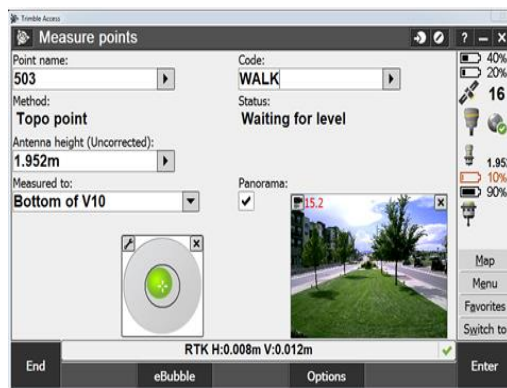 Trimble Access
Measure points
? – X
Point name:
503
Code:
WALK
Method:
Topo point
Status:
Waiting for level
Antenna height (Uncorrected):
1.952m
Measured to:
Bottom of V10
Panorama:
15.2
40%
20%
16
1.952
10%
90%
Map
Menu
Favorites
Switch to
RTK H:0.008m V:0.012m
End
eBubble
Options
Enter